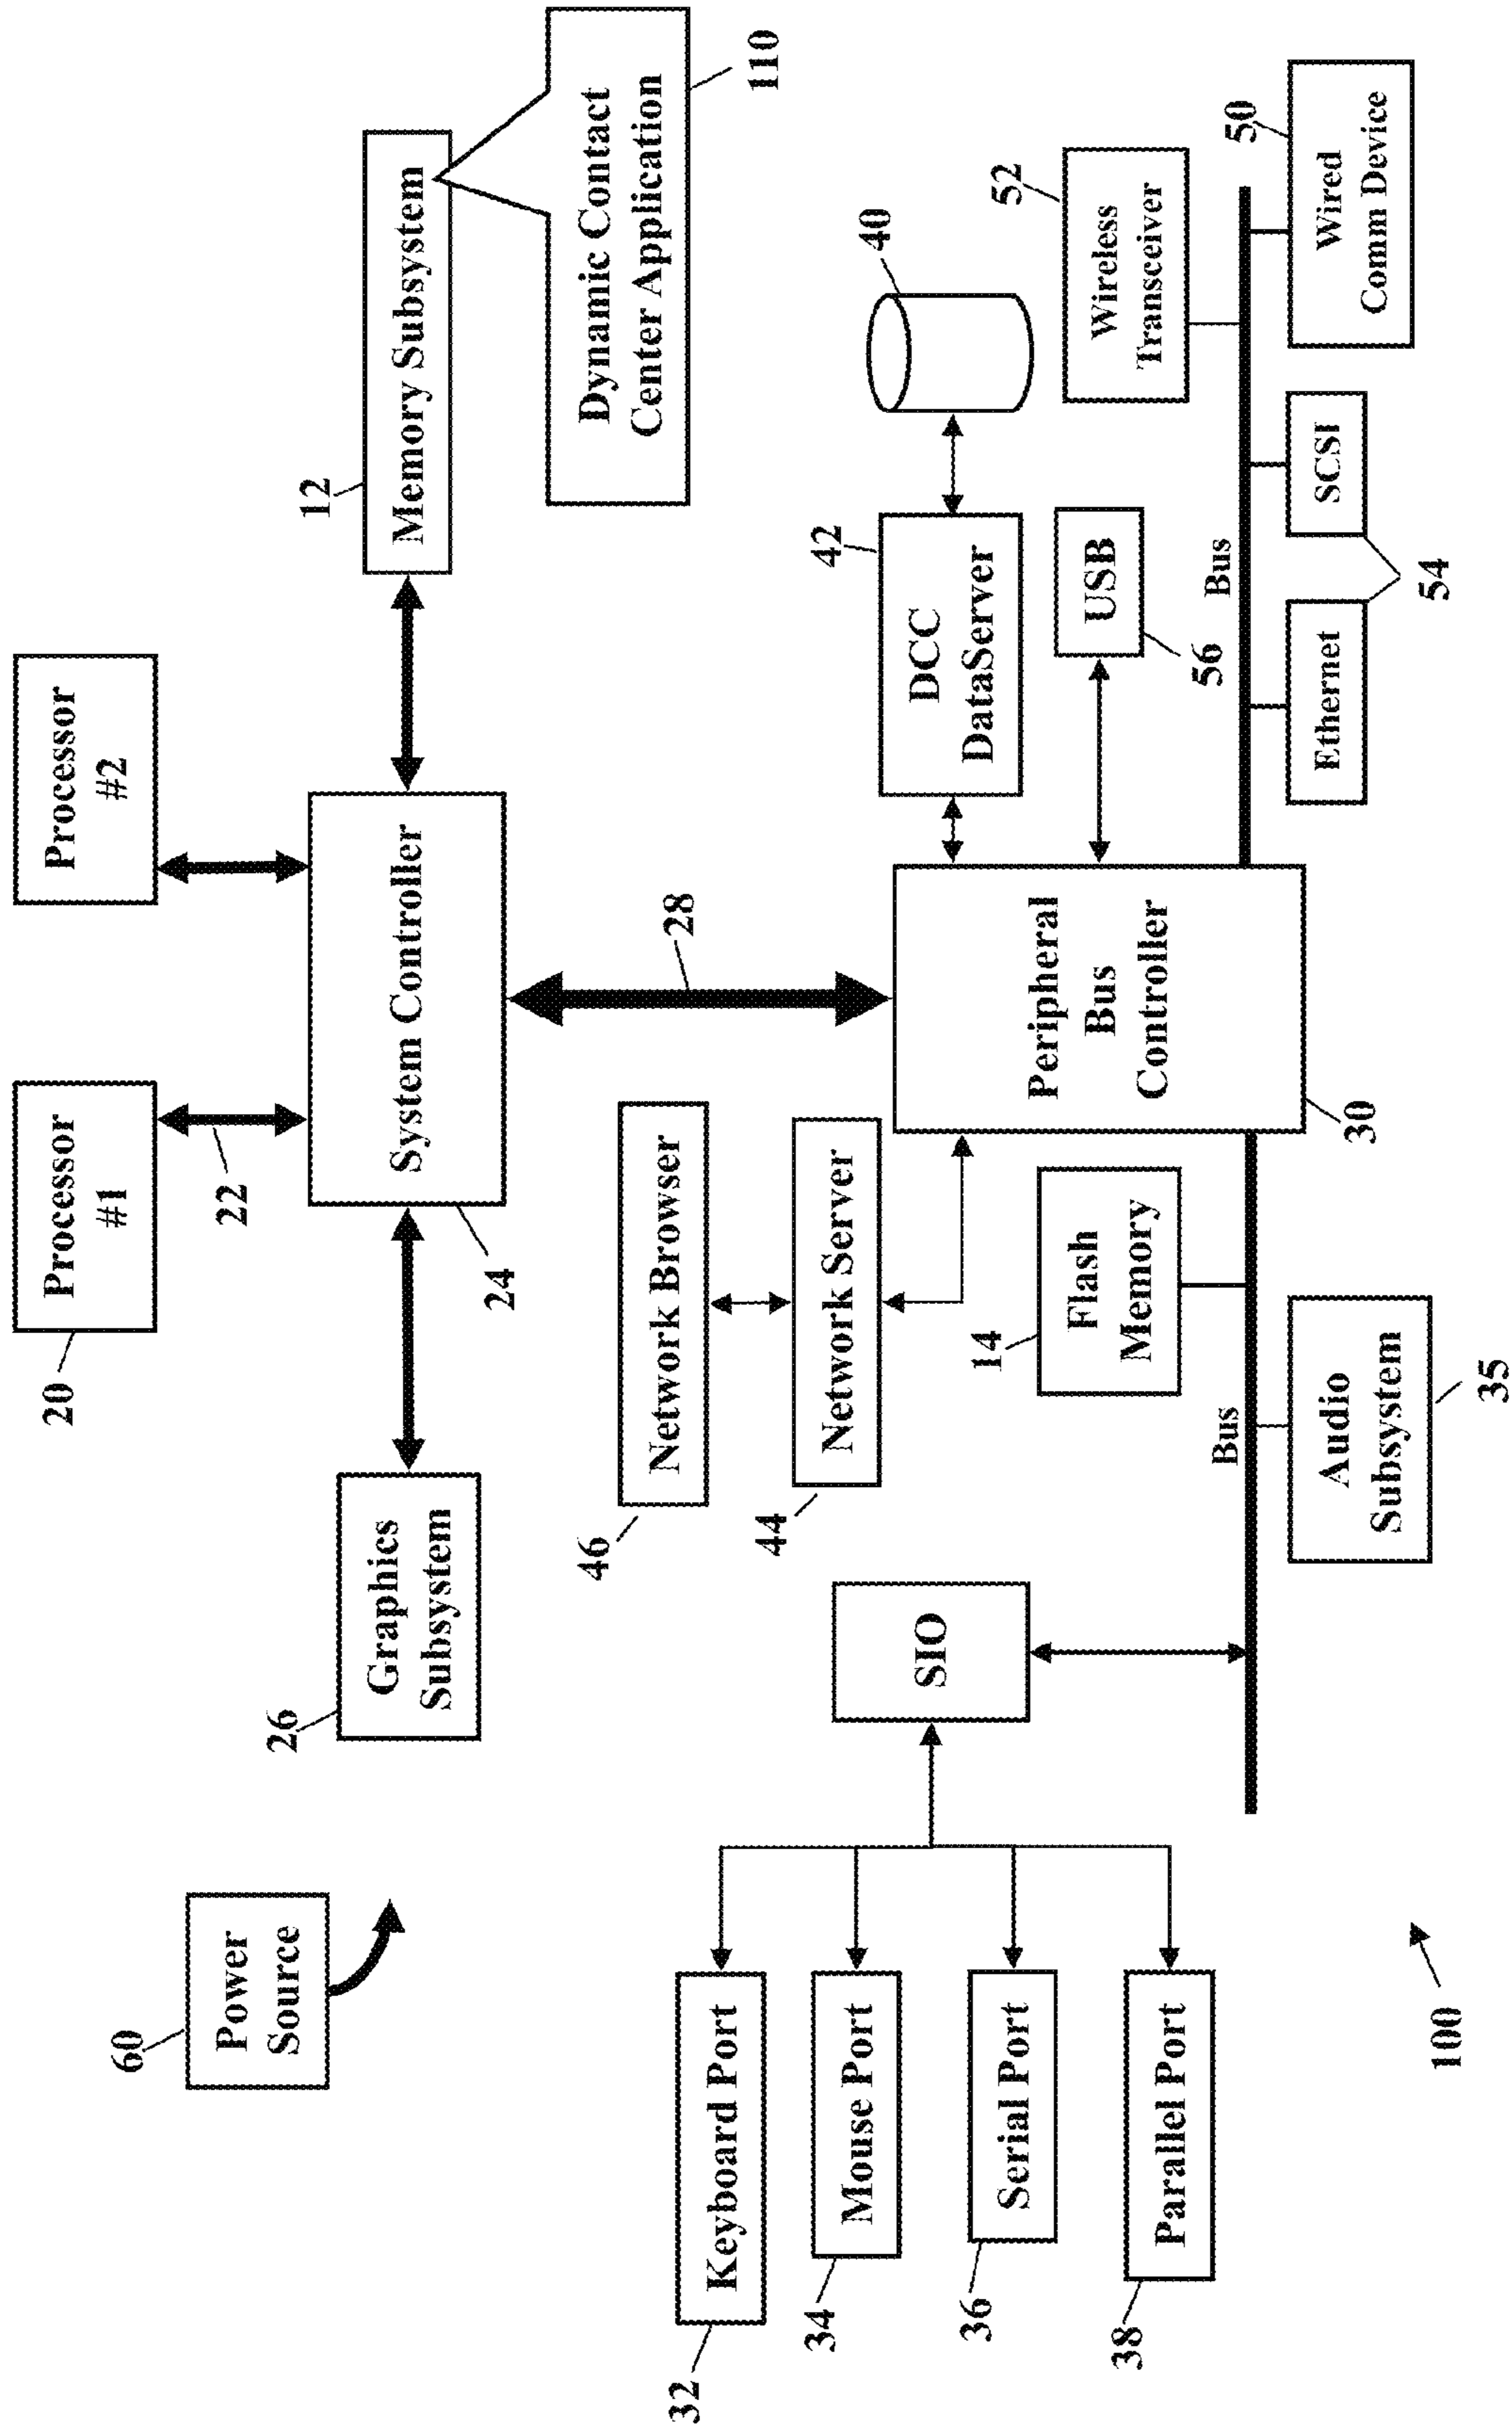 60
Power
Source
20
Processor
#1
22
Processor
#2
26
Graphics
Subsystem
System Controller
24
12
Memory Subsystem
Dynamic Contact
Center Application
110
28
46
Network Browser
44
Network Server
42
DCC
DataServer
40
32
Keyboard Port
34
Mouse Port
36
Serial Port
38
Parallel Port
SIO
14
Flash
Memory
Peripheral
Bus
Controller
30
USB
56
52
Wireless
Transceiver
Bus
Bus
Audio
Subsystem
35
Ethernet
SCSI
54
50
Wired
Comm Device
100